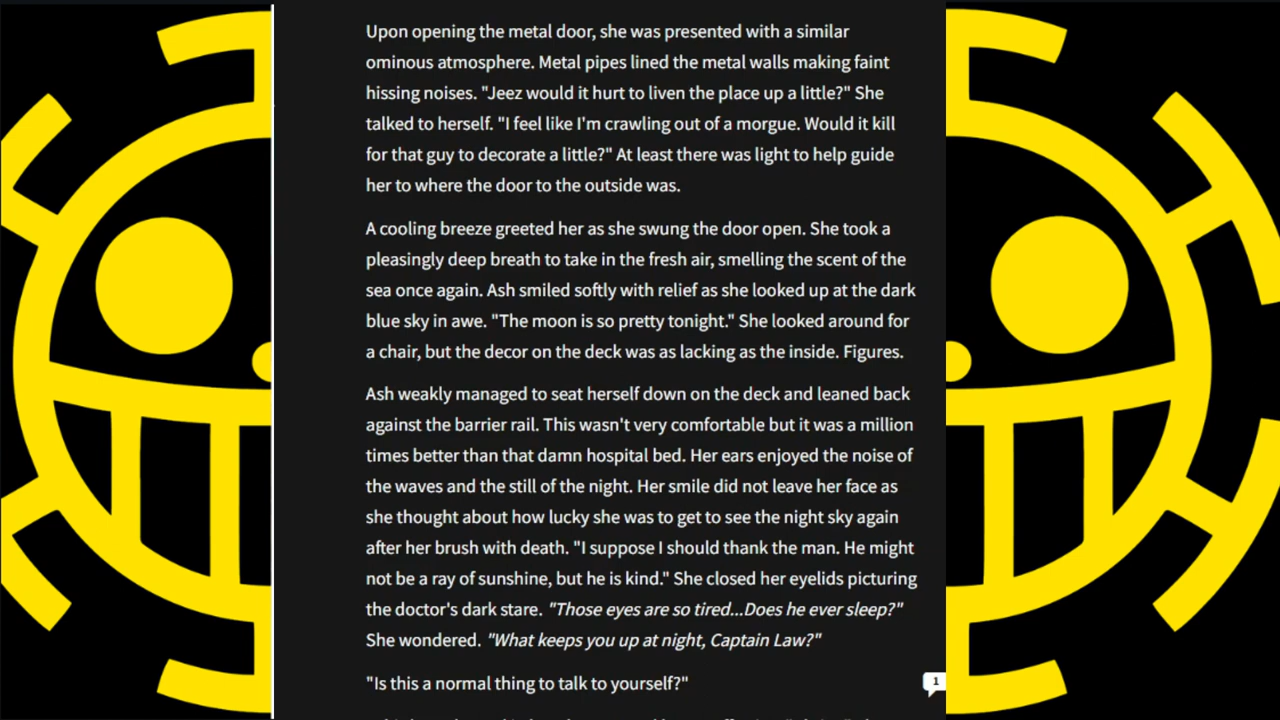 Upon opening the metal door, she was presented with a similar
ominous atmosphere. Metal pipes lined the metal walls making faint
hissing noises. "Jeez would it hurt to liven the place up a little?" She
talked to herself. "I feel like I'm crawling out of a morgue. Would it kill
for that guy to decorate a little?" At least there was light to help guide
her to where the door to the outside was.
A cooling breeze greeted her as she swung the door open. She took a
pleasingly deep breath to take in the fresh air, smelling the scent of the
sea once again. Ash smiled softly with relief as she looked up at the dark
blue sky in awe. "The moon is so pretty tonight." She looked around for
a chair, but the decor on the deck was as lacking as the inside. Figures.
Ash weakly managed to seat herself down on the deck and leaned back
against the barrier rail. This wasn't very comfortable but it was a million
times better than that damn hospital bed. Her ears enjoyed the noise of
the waves and the still of the night. Her smile did not leave her face as
she thought about how lucky she was to get to see the night sky again
after her brush with death. "I suppose I should thank the man. He might
not be a ray of sunshine, but he is kind." She closed her eyelids picturing
the doctor's dark stare. "Those eyes are so tired...Does he ever sleep?"
She wondered. "What keeps you up at night, Captain Law?"
"Is this a normal thing to talk to yourself?"
1